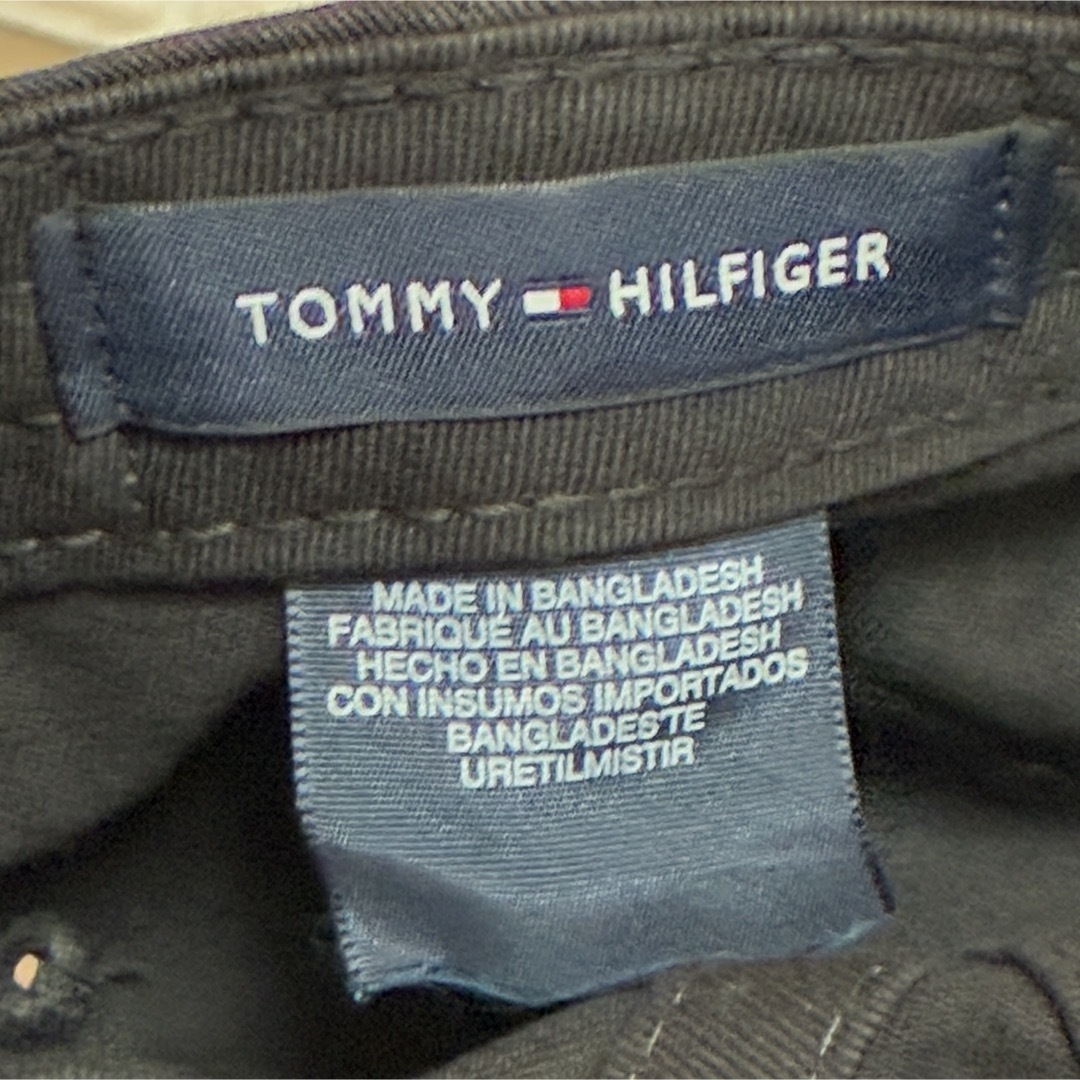 TOMMY HILFIGER
MADE IN BANGLADESH
FABRIQUE AU BANGLADESH
HECHO EN BANGLADESH
CON INSUMOS IMPORTADOS
BANGLADES'TE
URETILMISTIR